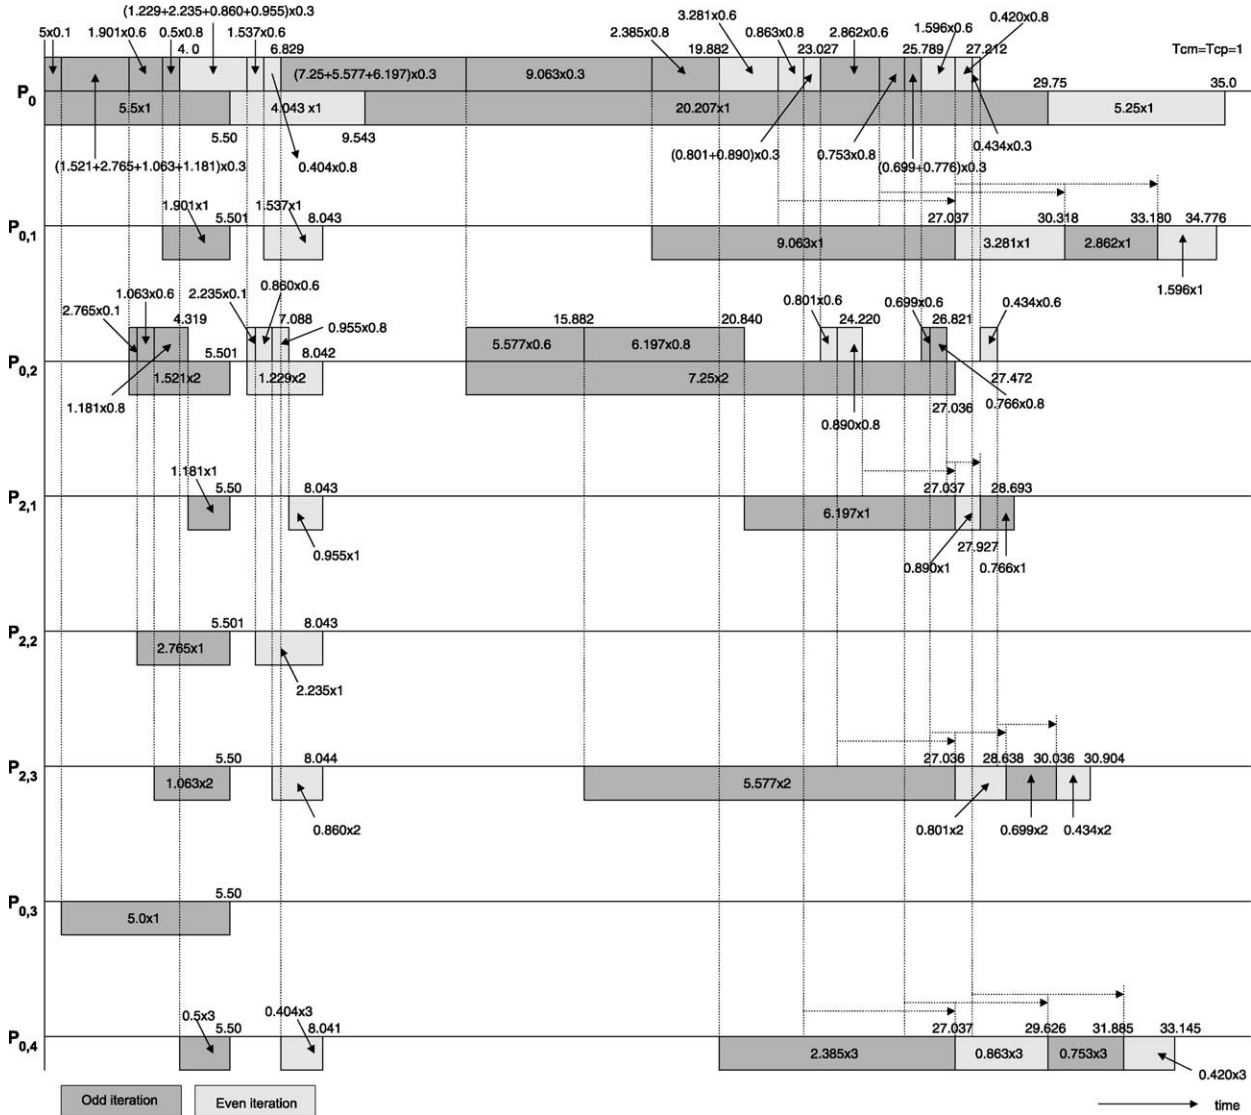 (1.229+2.235+0.860+0.955)x0.3
5x0.1
1.901x0.6
0.5x0.8
4. 0
1.537x0.6
6.829
2.385x0.8
3.281x0.6
19.882
0.863x0.8
23.027
2.862x0.6
25.789
1.596x0.6
27.212
0.420x0.8
Tcm=Tcp=1
P0
(7.25+5.577+6.197)x0.3
9.063x0.3
29.75
35.0
5.5x1
4.043 x1
20.207x1
5.25x1
5.50
9.543
(1.521+2.765+1.063+1.181)x0.3
0.404x0.8
(0.801+0.890)x0.3
0.753x0.8
(0.699+0.776)x0.3
0.434x0.3
P0,1
1.901x1
5.501
1.537x1
8.043
27.037
30.318
33.180
34.776
9.063x1
3.281x1
2.862x1
1.596x1
P0,2
2.765x0.1
1.063x0.6
4.319
2.235x0.1
0.860x0.6
7.088
0.955x0.8
15.882
20.840
0.801x0.6
24.220
0.699x0.6
26.821
0.434x0.6
5.577x0.6
6.197x0.8
5.501
8.042
1.521x2
1.229x2
7.25x2
27.472
1.181x0.8
0.890x0.8
27.036
0.766x0.8
P2,1
1.181x1
5.50
8.043
27.037
28.693
6.197x1
0.955x1
27.927
0.890x1
0.766x1
P2,2
5.501
8.043
2.765x1
2.235x1
P2,3
5.50
8.044
27.036
28.638
30.036
30.904
1.063x2
5.577x2
0.860x2
0.801x2
0.699x2
0.434x2
P0,3
5.50
5.0x1
P0,4
0.5x3
5.50
0.404x3
8.041
27.037
29.626
31.885
33.145
2.385x3
0.863x3
0.753x3
0.420x3
Odd iteration
Even iteration
time